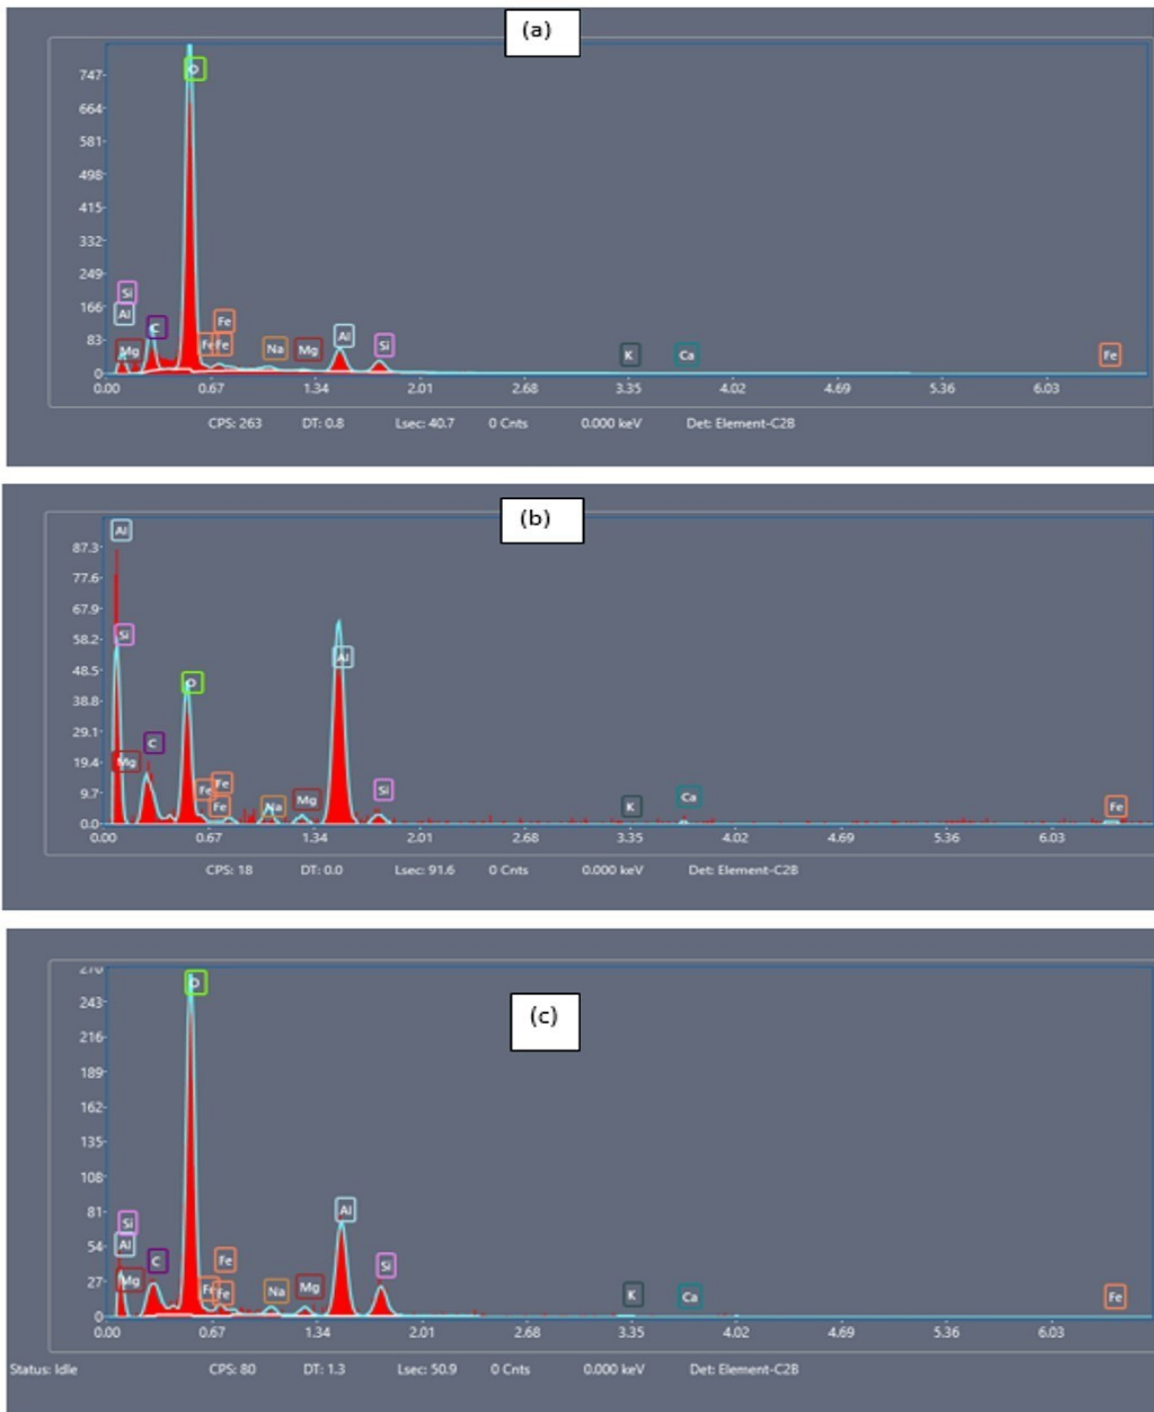 (a)
747
664
581
498
415
332
249
166
83
0
O
Si
Al
Mg
C
Fe
Fe
Fe
Na
Mg
Al
Si
K
Ca
Fe
0.00 0.67 1.34 2.01 2.68 3.35 4.02 4.69 5.36 6.03
CPS: 263 DT: 0.8 Lsec: 40.7 0 Cnts 0.000 keV Det: Element-C2B
(b)
87.3
77.6
67.9
58.2
48.5
38.8
29.1
19.4
9.7
0.0
Al
Si
Mg
C
O
Fe
Fe
Fe
Na
Mg
Al
Si
K
Ca
Fe
0.00 0.67 1.34 2.01 2.68 3.35 4.02 4.69 5.36 6.03
CPS: 18 DT: 0.0 Lsec: 91.6 0 Cnts 0.000 keV Det: Element-C2B
(c)
270
243
216
189
162
135
108
81
54
27
0
O
Si
Al
Mg
C
Fe
Fe
Fe
Na
Mg
Al
Si
K
Ca
Fe
0.00 0.67 1.34 2.01 2.68 3.35 4.02 4.69 5.36 6.03
Status: Idle CPS: 80 DT: 1.3 Lsec: 50.9 0 Cnts 0.000 keV Det: Element-C2B